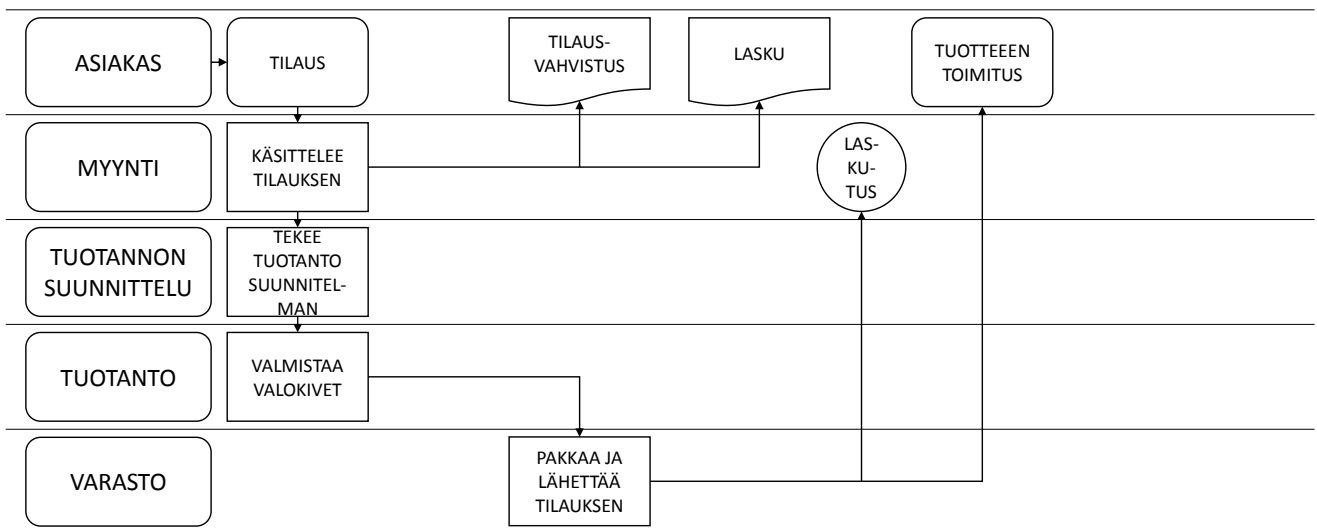 ASIAKAS
TILAUS
TILAUS-
VAHVISTUS
LASKU
TUOTTEEEN
TOIMITUS
MYYNTI
KÄSITTELEE
TILAUKSEN
LAS-
KU-
TUS
TUOTANNON
SUUNNITTELU
TEKEE
TUOTANTO
SUUNNITEL-
MAN
TUOTANTO
VALMISTAA
VALOKIVET
VARASTO
PAKKAA JA
LÄHETTÄÄ
TILAUKSEN